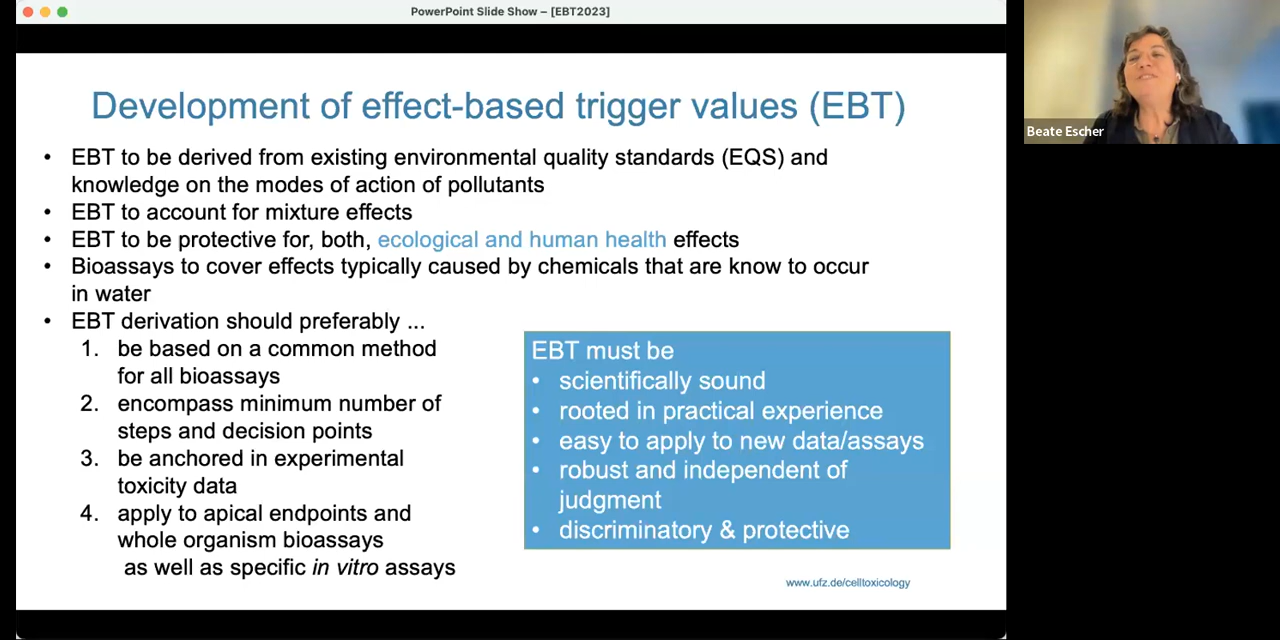 PowerPoint Slide Show – [EBT2023]
Beate Escher
Development of effect-based trigger values (EBT)
• EBT to be derived from existing environmental quality standards (EQS) and
knowledge on the modes of action of pollutants
• EBT to account for mixture effects
• EBT to be protective for, both, ecological and human health effects
• Bioassays to cover effects typically caused by chemicals that are know to occur
in water
• EBT derivation should preferably ...
1. be based on a common method
for all bioassays
2. encompass minimum number of
steps and decision points
3. be anchored in experimental
toxicity data
4. apply to apical endpoints and
whole organism bioassays
as well as specific in vitro assays
EBT must be
• scientifically sound
• rooted in practical experience
• easy to apply to new data/assays
• robust and independent of
judgment
• discriminatory & protective
www.ufz.de/celltoxicology